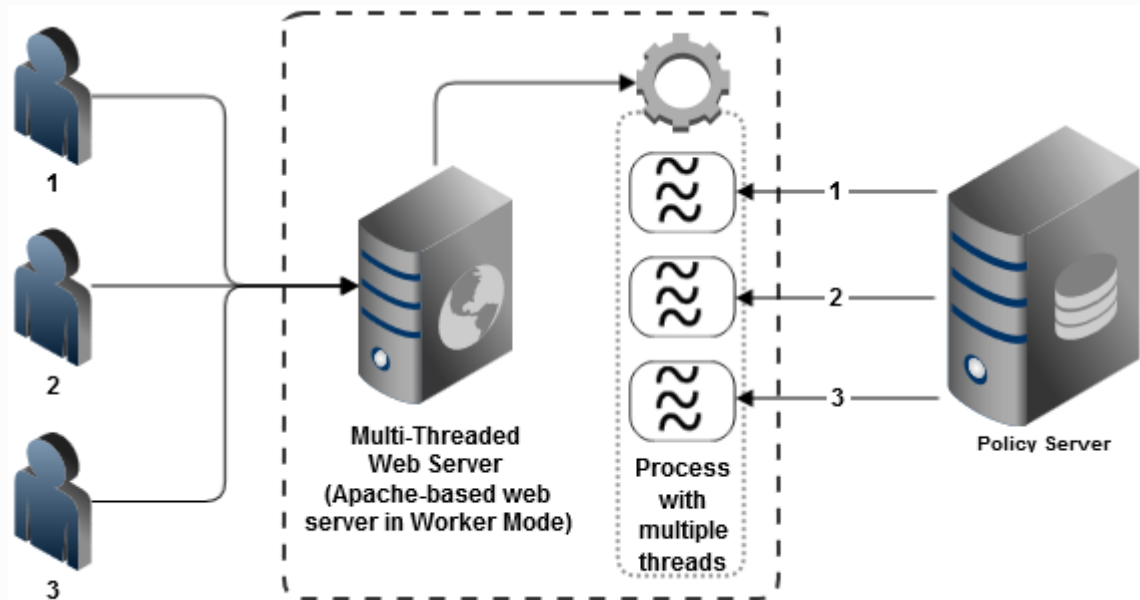 1
2
3
Multi-Threaded
Web Server
(Apache-based web
server in Worker Mode)
Process
with
multiple
threads
1
2
3
Policy Server